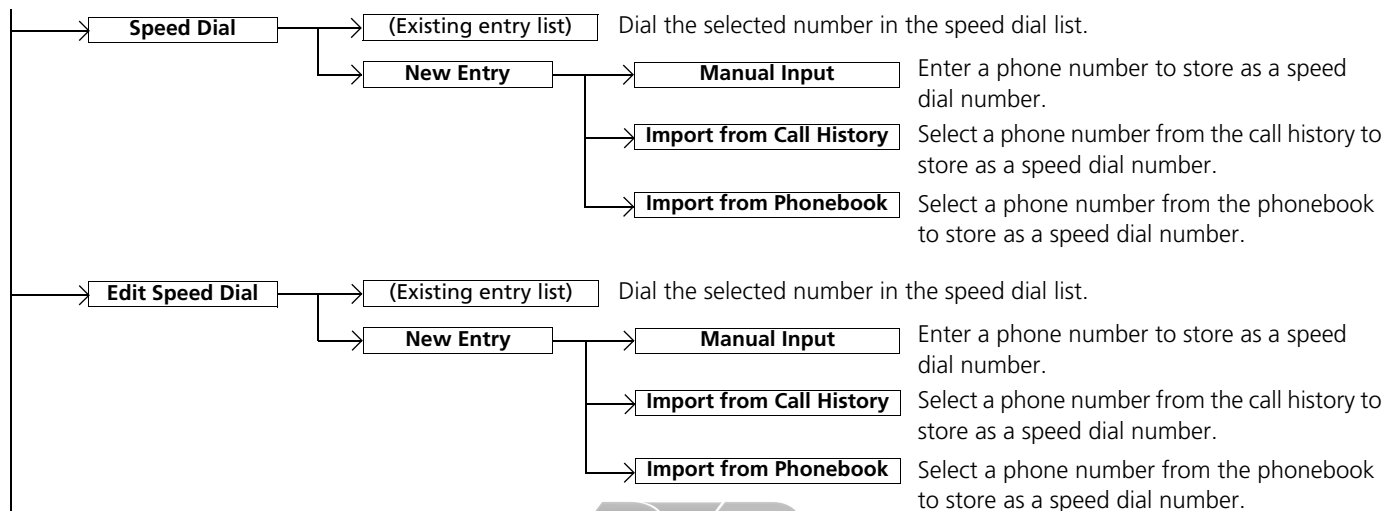 Speed Dial (Existing entry list) Dial the selected number in the speed dial list.
New Entry Manual Input Enter a phone number to store as a speed
dial number.
Import from Call History Select a phone number from the call history to
store as a speed dial number.
Import from Phonebook Select a phone number from the phonebook
to store as a speed dial number.
Edit Speed Dial (Existing entry list) Dial the selected number in the speed dial list.
New Entry Manual Input Enter a phone number to store as a speed
dial number.
Import from Call History Select a phone number from the call history to
store as a speed dial number.
Import from Phonebook Select a phone number from the phonebook
to store as a speed dial number.